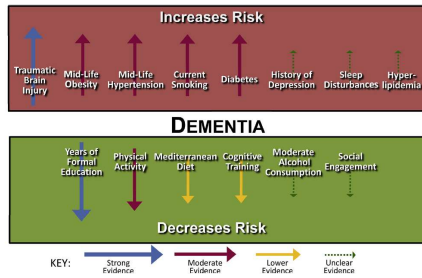 Increases Risk
Traumatic
Brain
Injury
Mid-Life
Obesity
Mid-Life
Hypertension
Current
Smoking
Diabetes
History of
Depression
Sleep
Disturbances
Hyper-
lipidemia
DEMENTIA
Years of
Formal
Education
Physical
Activity
Mediterranean
Diet
Cognitive
Training
Moderate
Alcohol
Consumption
Social
Engagement
Decreases Risk
KEY:
Strong
Evidence
Moderate
Evidence
Lower
Evidence
Unclear
Evidence